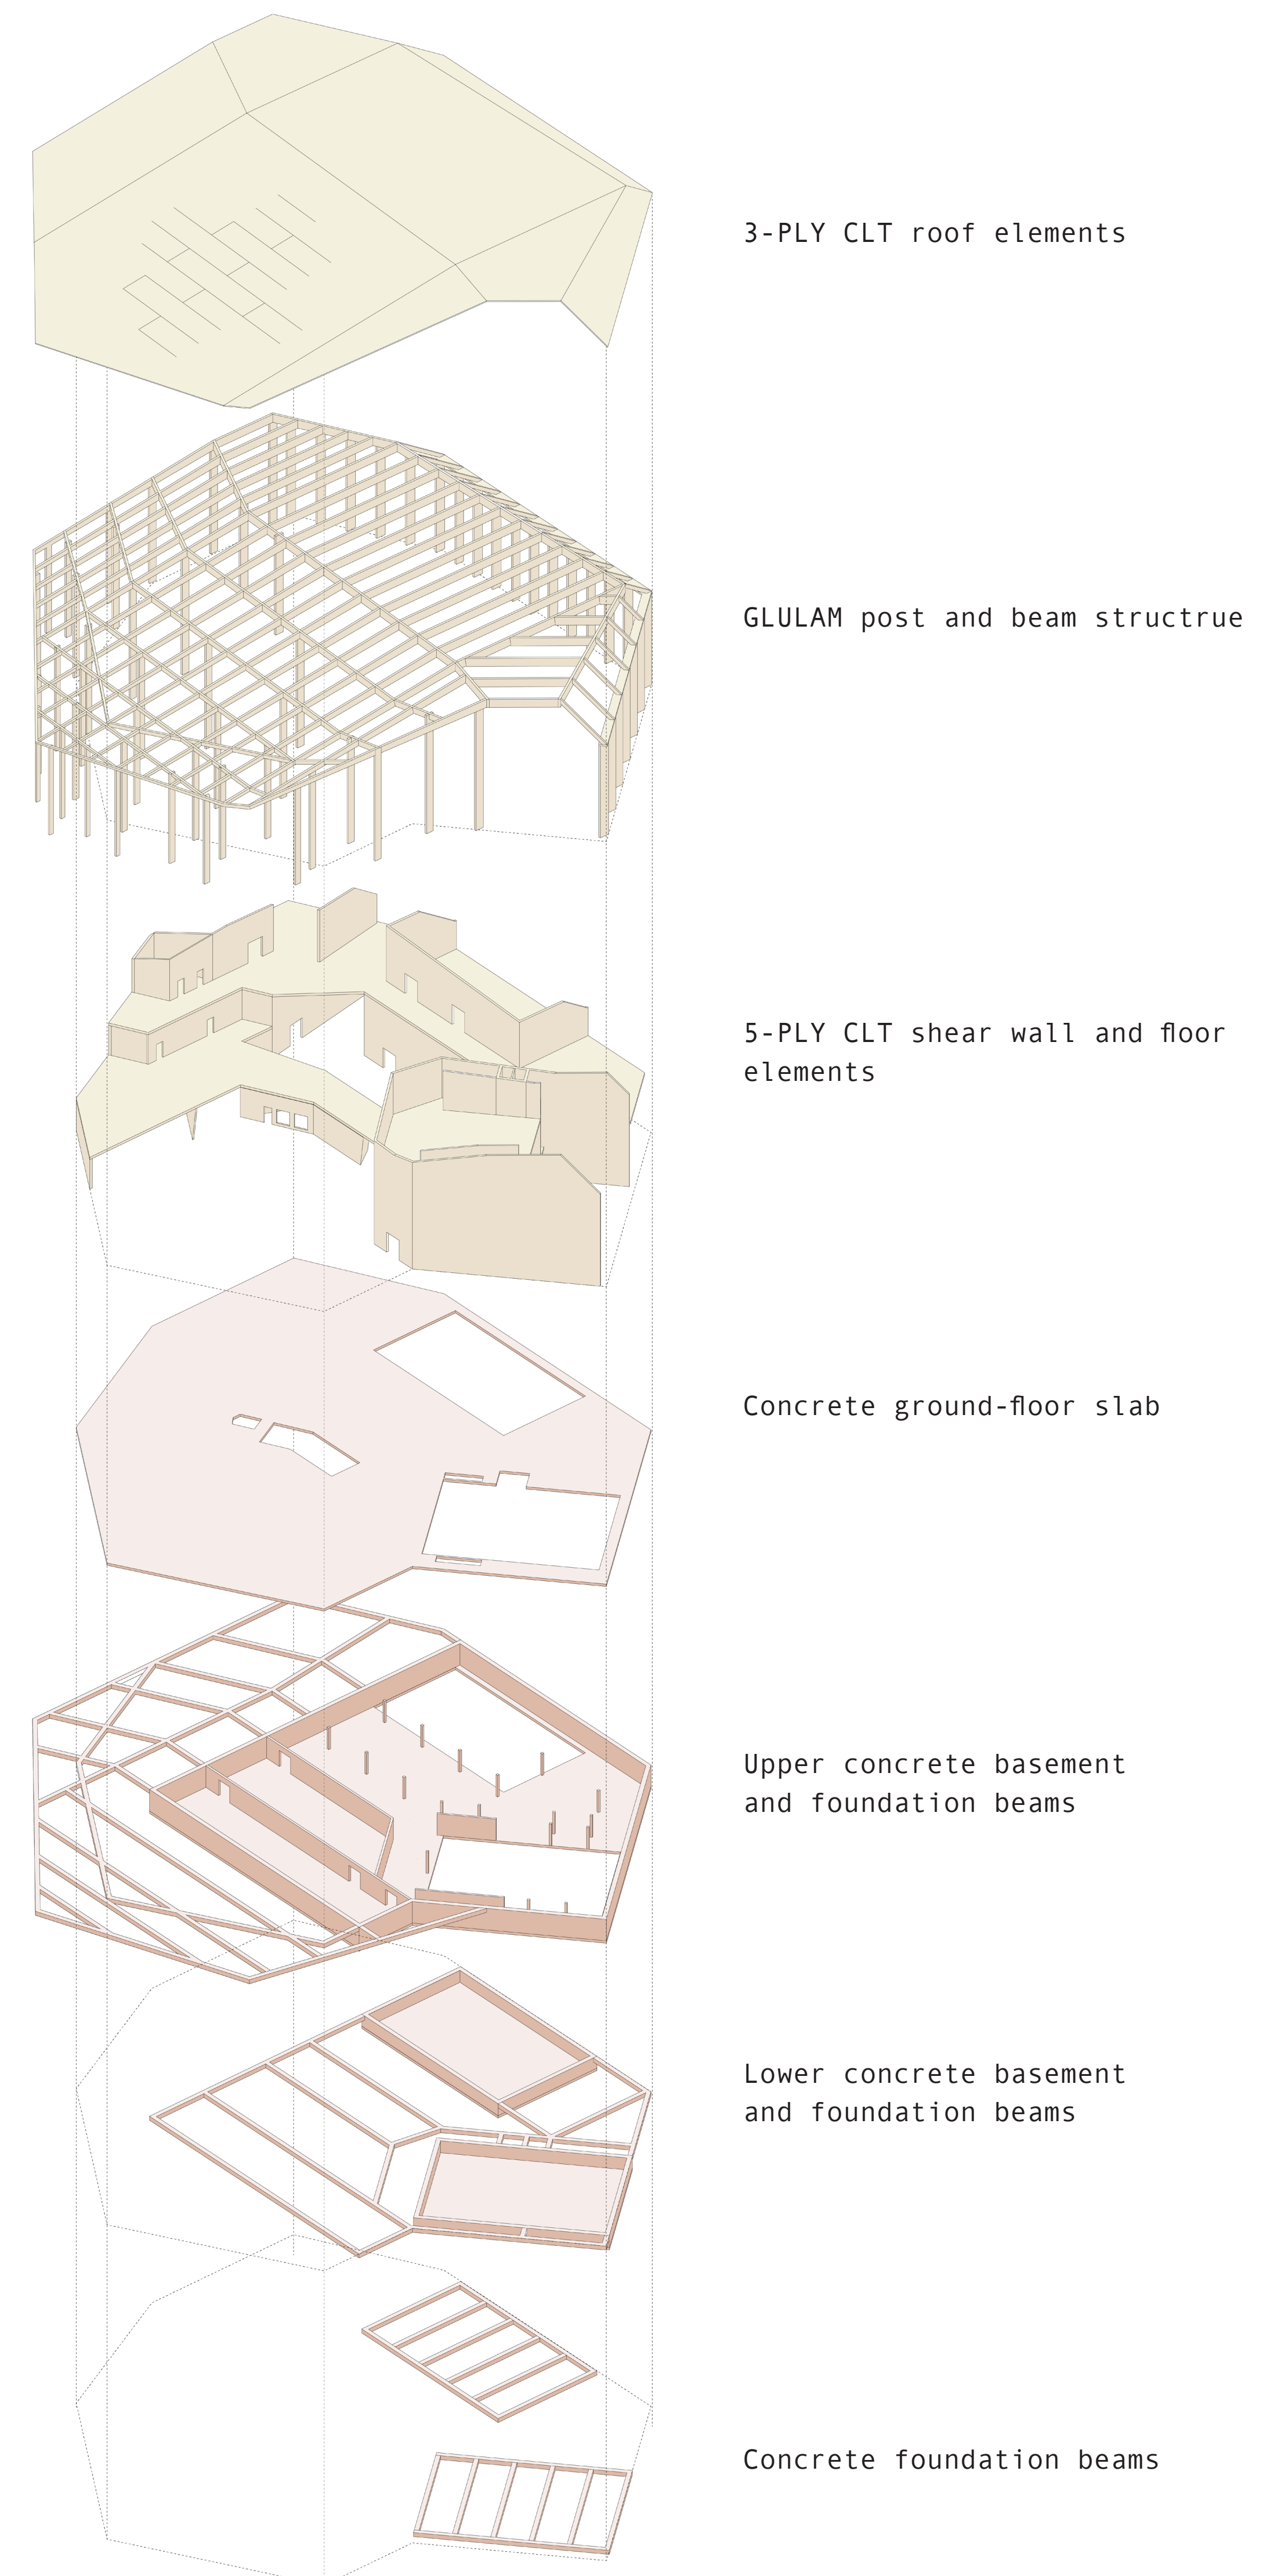 3-PLY CLT roof elements
GLULAM post and beam structrue
5-PLY CLT shear wall and floor
elements
Concrete ground-floor slab
Upper concrete basement
and foundation beams
Lower concrete basement
and foundation beams
Concrete foundation beams